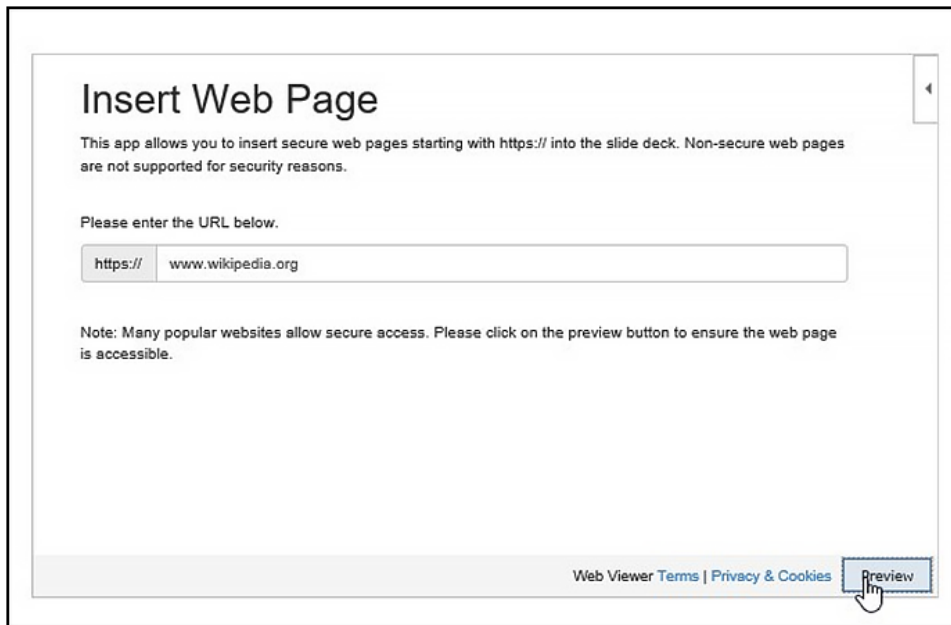 Insert Web Page
This app allows you to insert secure web pages starting with https:// into the slide deck. Non-secure web pages
are not supported for security reasons.
Please enter the URL below.
https:// www.wikipedia.org
Note: Many popular websites allow secure access. Please click on the preview button to ensure the web page
is accessible.
Web Viewer Terms | Privacy & Cookies Preview